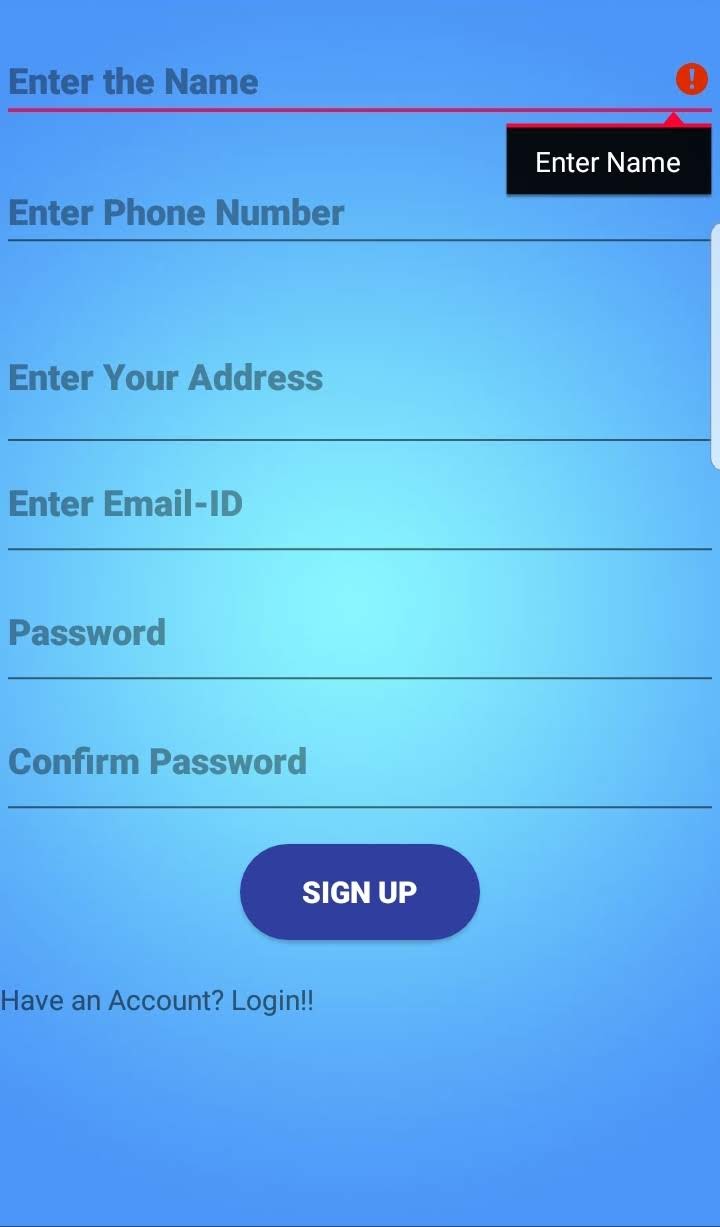 Enter the Name
!
Enter Name
Enter Phone Number
Enter Your Address
Enter Email-ID
Password
Confirm Password
SIGN UP
Have an Account? Login!!